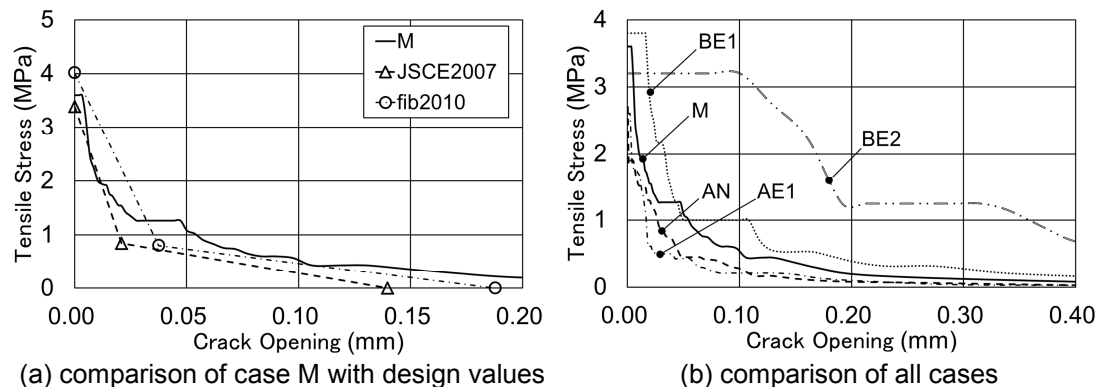 5
4
3
2
1
0
Tensile Stress (MPa)
M
JSCE2007
fib2010
0.00 0.05 0.10 0.15 0.20
Crack Opening (mm)
(a) comparison of case M with design values
4
3
2
1
0
Tensile Stress (MPa)
BE1
M
BE2
AN
AE1
0.00 0.10 0.20 0.30 0.40
Crack Opening (mm)
(b) comparison of all cases